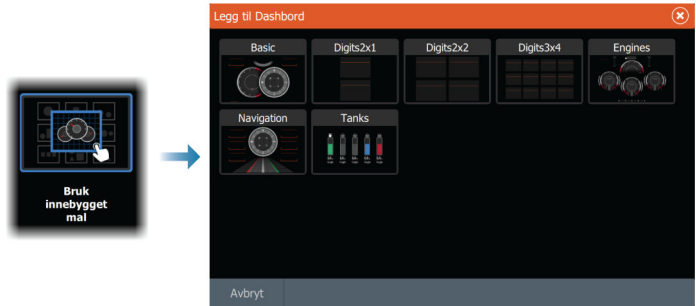 Legg til Dashbord
Basic
Digits2x1
Digits2x2
Digits3x4
Engines
Navigation
Tanks
Bruk
innebygget
mal
Avbryt